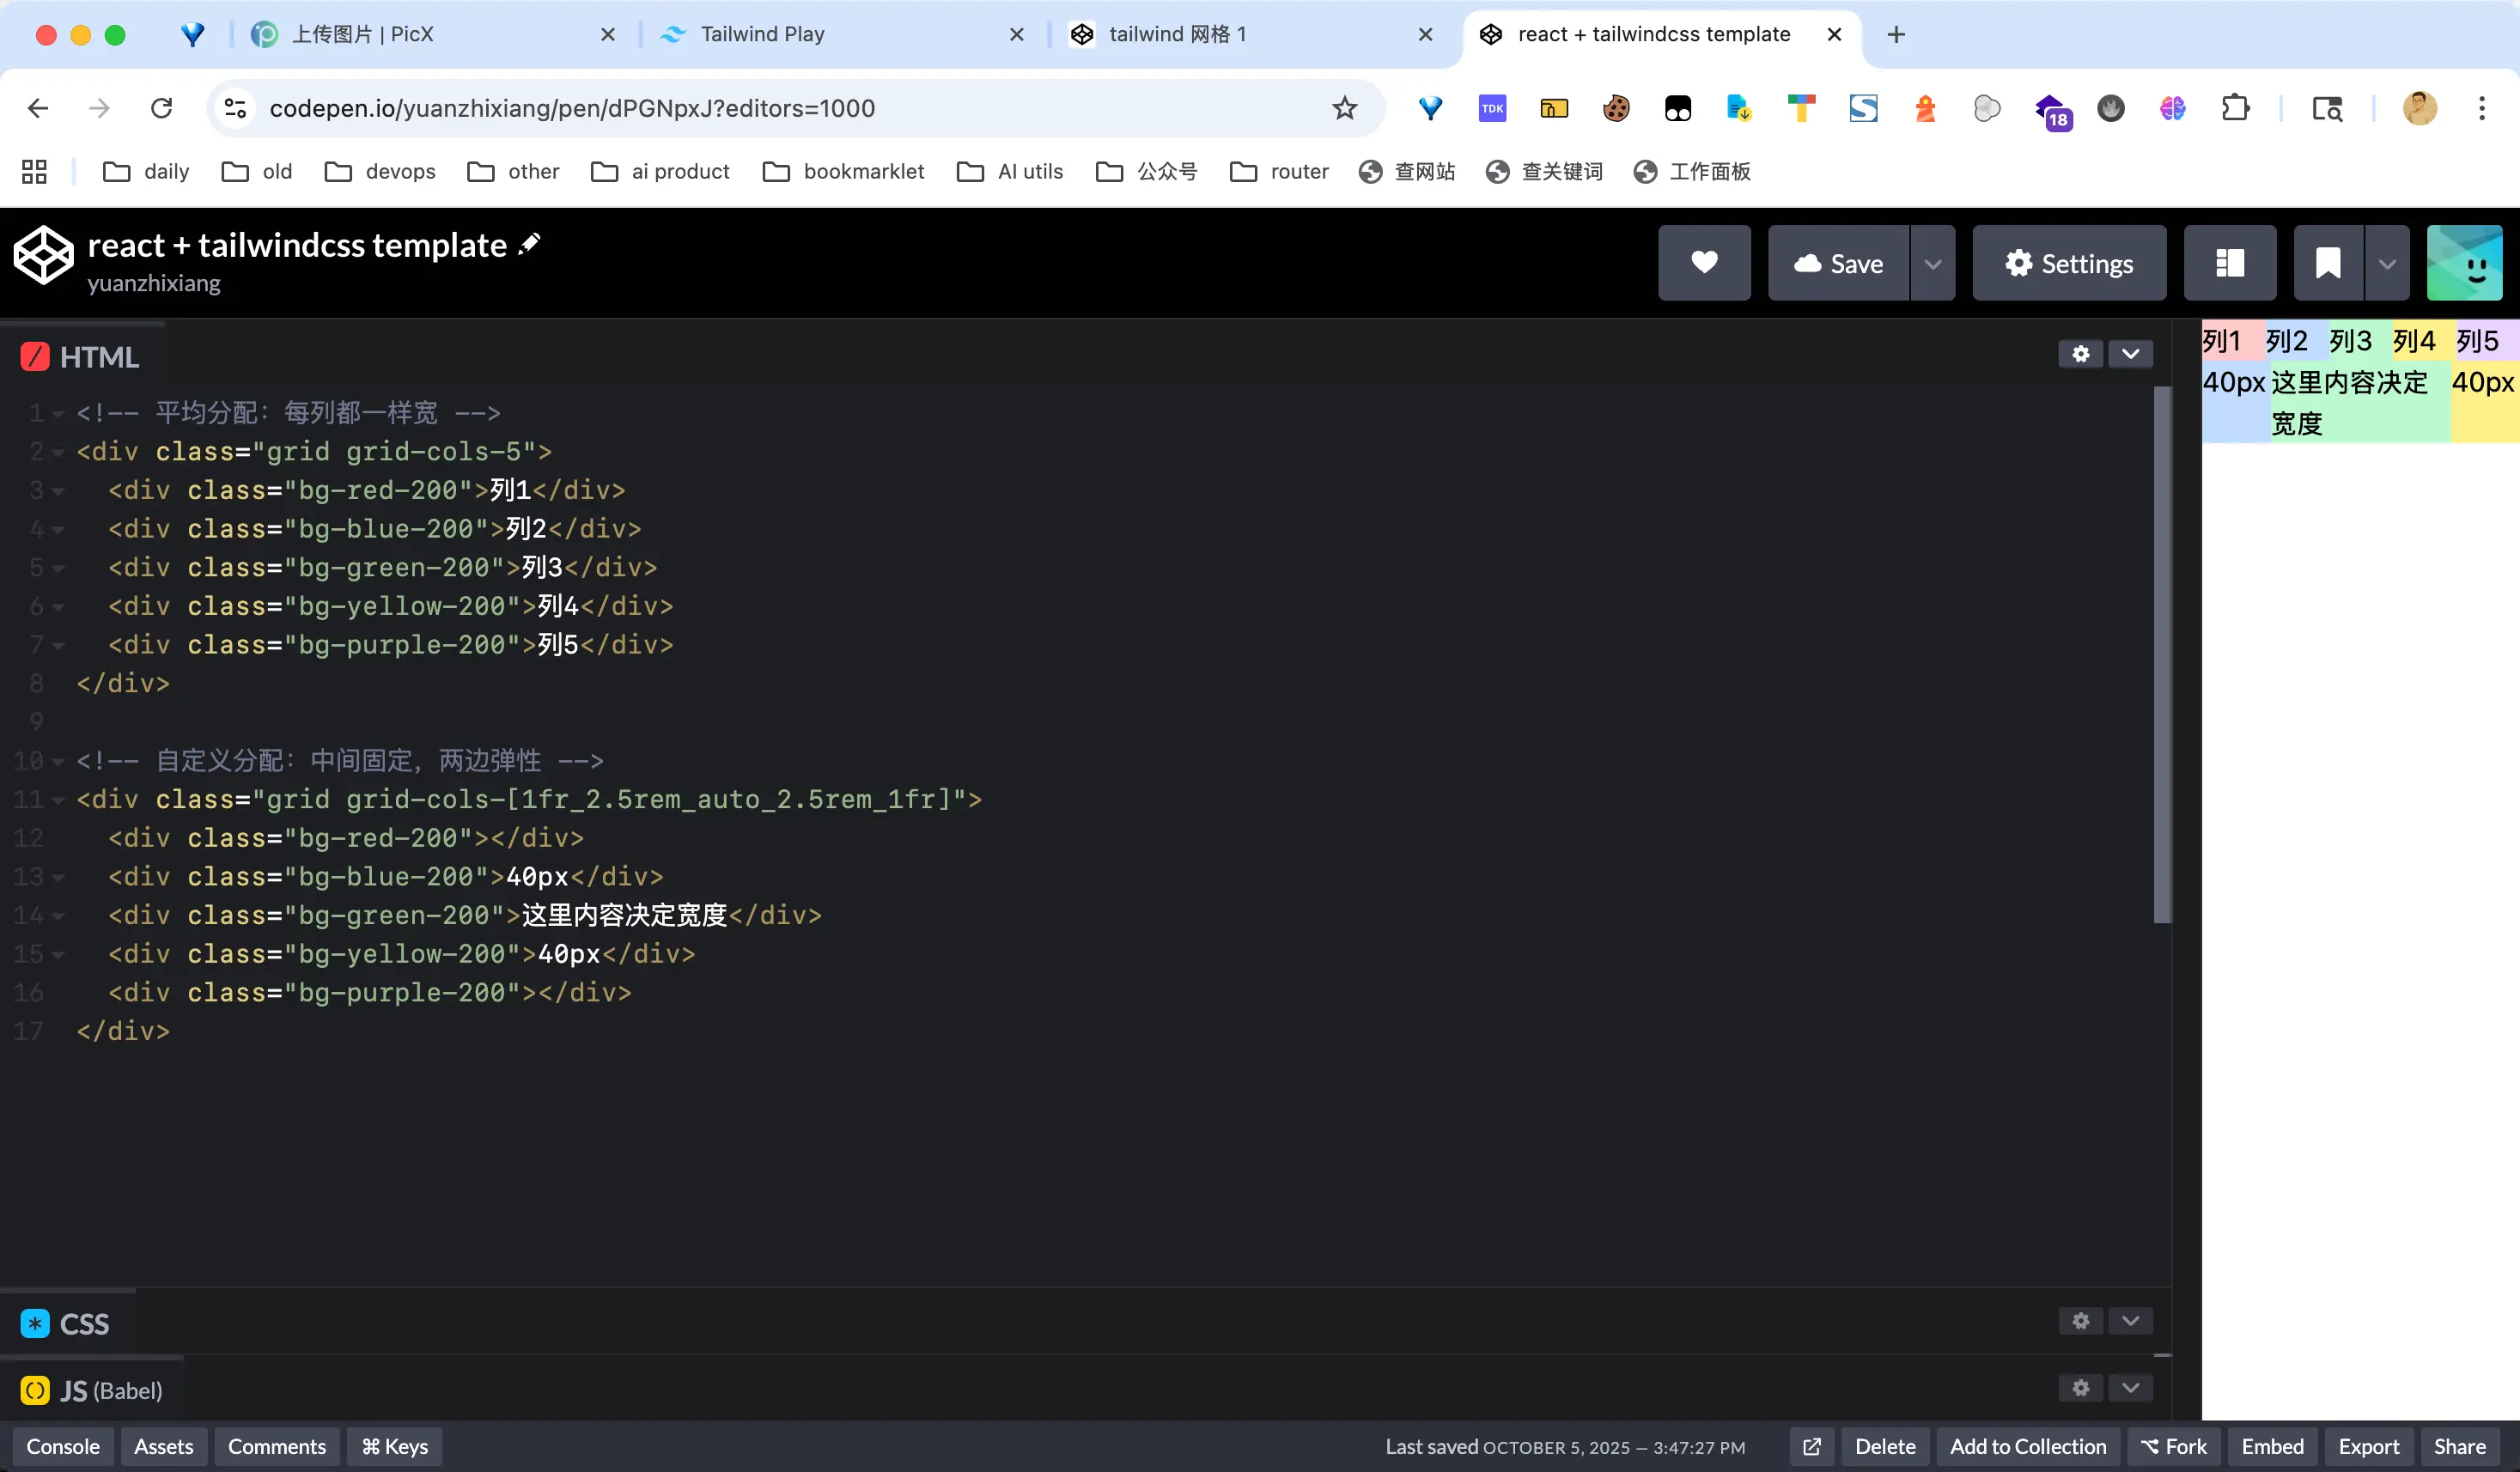 上传图片 | PicX
Tailwind Play
tailwind 网格 1
react + tailwindcss template
codepen.io/yuanzhixiang/pen/dPGNpxJ?editors=1000
TDK
18
daily
old
devops
other
ai product
bookmarklet
AI utils
公众号
router
查网站
查关键词
工作面板
react + tailwindcss template
yuanzhixiang
Save
Settings
HTML
1 <!-- 平均分配：每列都一样宽 -->
2 <div class="grid grid-cols-5">
3   <div class="bg-red-200">列1</div>
4   <div class="bg-blue-200">列2</div>
5   <div class="bg-green-200">列3</div>
6   <div class="bg-yellow-200">列4</div>
7   <div class="bg-purple-200">列5</div>
8 </div>
9
10 <!-- 自定义分配：中间固定，两边弹性 -->
11 <div class="grid grid-cols-[1fr_2.5rem_auto_2.5rem_1fr]">
12   <div class="bg-red-200"></div>
13   <div class="bg-blue-200">40px</div>
14   <div class="bg-green-200">这里内容决定宽度</div>
15   <div class="bg-yellow-200">40px</div>
16   <div class="bg-purple-200"></div>
17 </div>
列1 列2 列3 列4 列5
40px 这里内容决定 40px
宽度
CSS
JS (Babel)
Console
Assets
Comments
⌘ Keys
Last saved OCTOBER 5, 2025 — 3:47:27 PM
Delete
Add to Collection
Fork
Embed
Export
Share